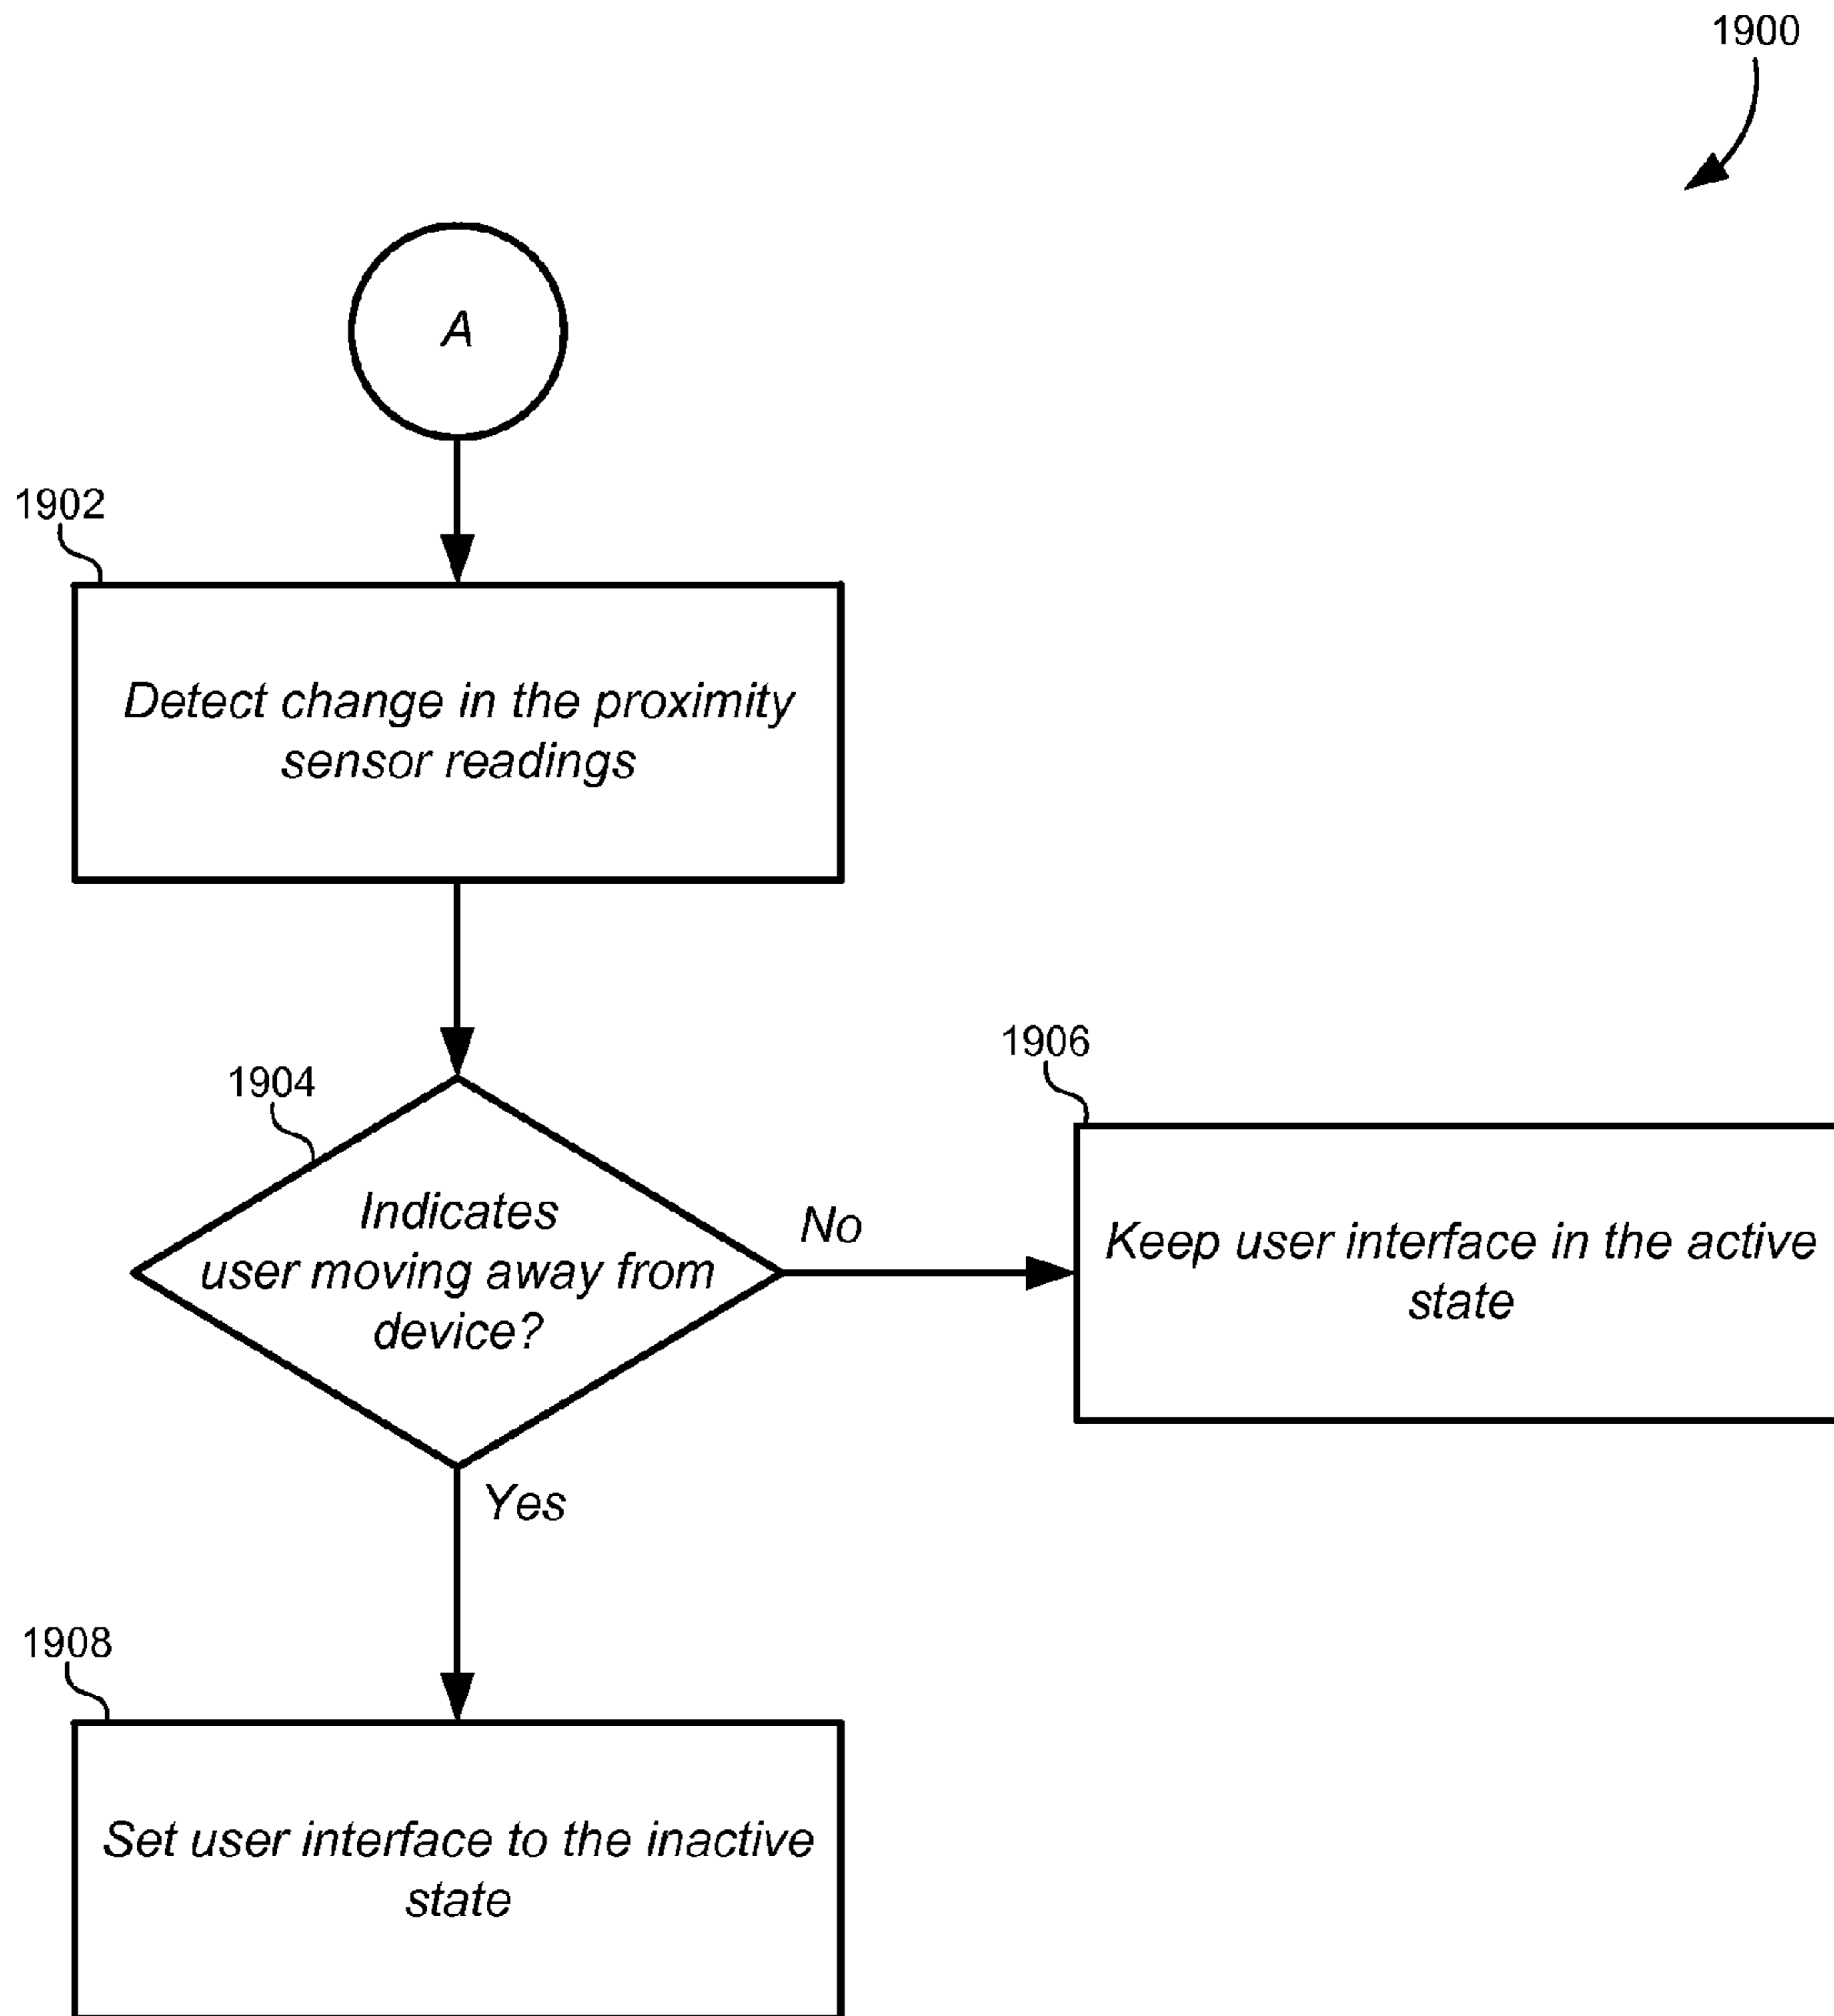 1900
A
1902
Detect change in the proximity
sensor readings
1904
Indicates
user moving away from
device?
No
1906
Keep user interface in the active
state
Yes
1908
Set user interface to the inactive
state